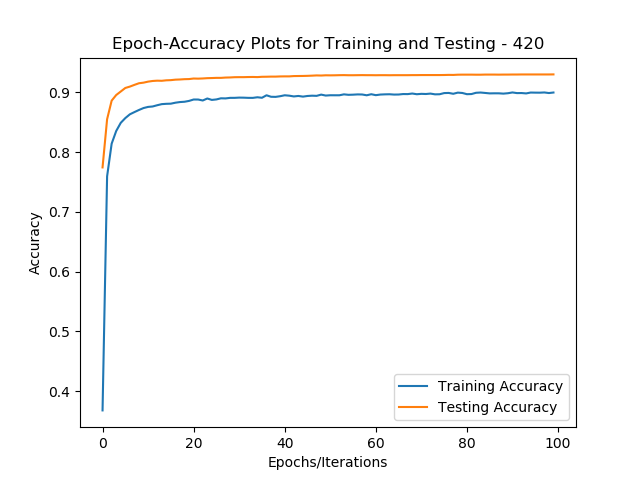 Epoch-Accuracy Plots for Training and Testing - 420
Accuracy
0.9
0.8
0.7
0.6
0.5
0.4
0 20 40 60 80 100
Epochs/Iterations
Training Accuracy
Testing Accuracy